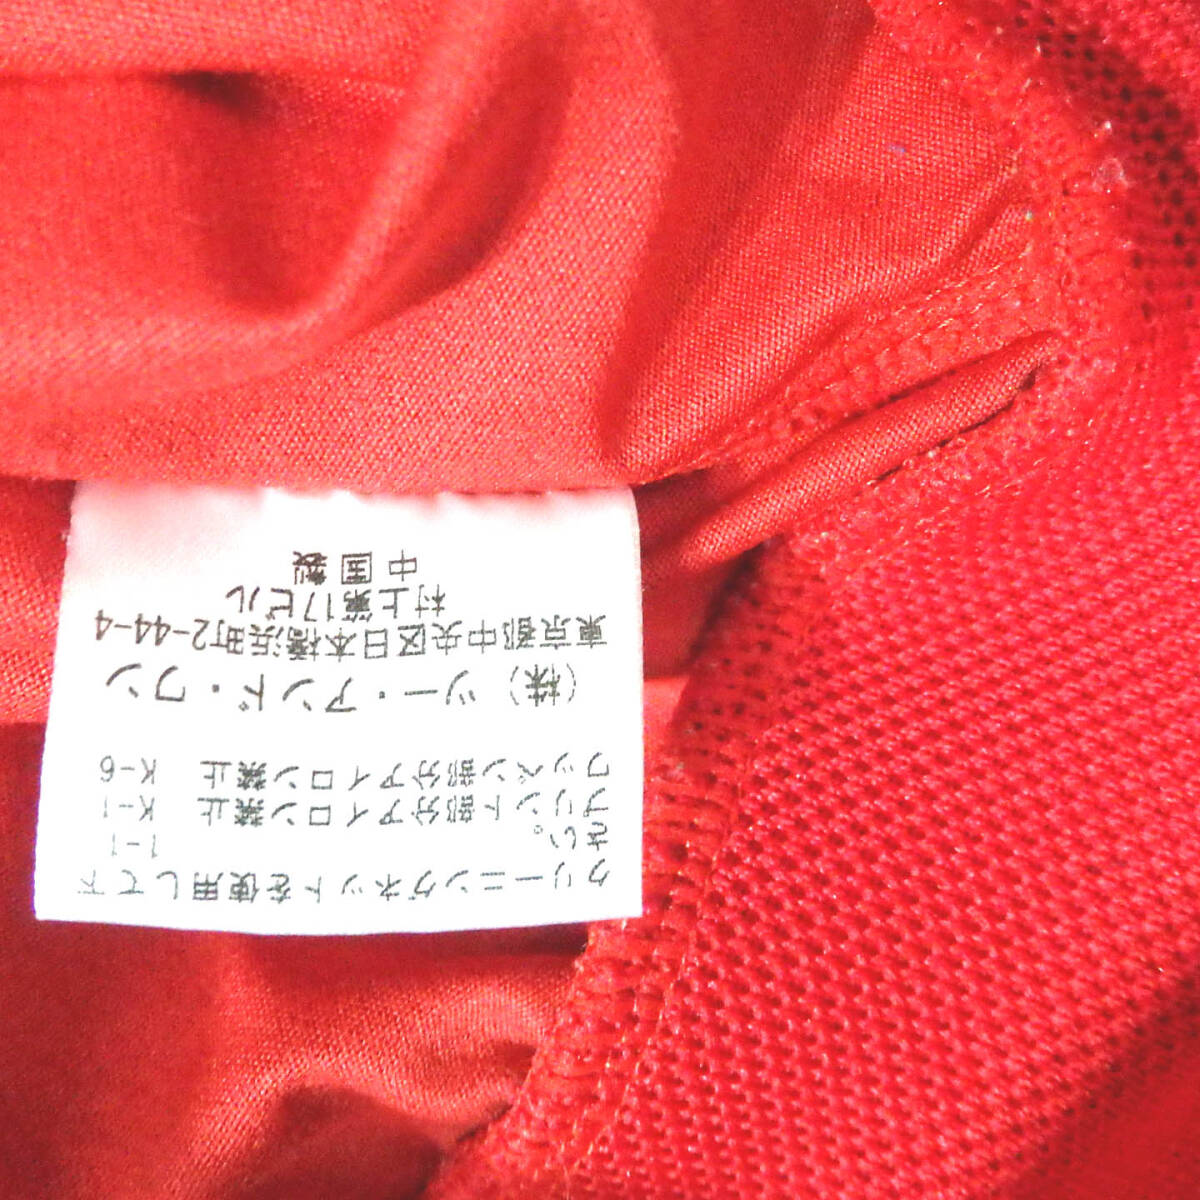 クリーニングネットを使用して下
さい。 1-1
プリント部分アイロン禁止 K-1
ワッペン部分アイロン禁止 K-6
(株)ツー・アンド・ワン
東京都中央区日本橋浜町2-44-4
村上第17ビル
中国製